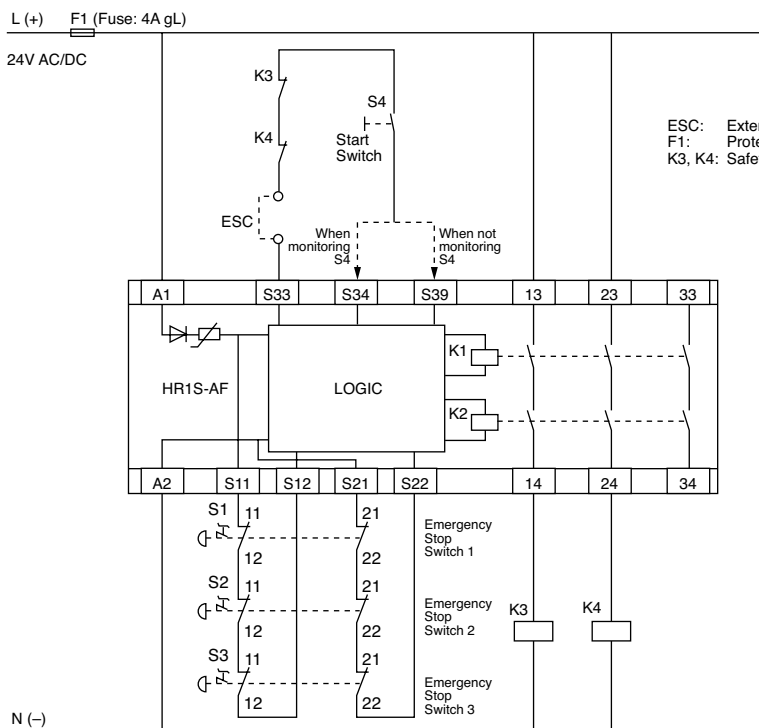 L (+) F1 (Fuse: 4A gL)
24V AC/DC
K3
S4
K4
Start
Switch
ESC: Exter
F1: Prote
K3, K4: Safe
ESC
When
monitoring
S4
When not
monitoring
S4
A1 S33 S34 S39 13 23 33
K1
HR1S-AF
LOGIC
K2
A2 S11 S12 S21 S22 14 24 34
S1 11 21
12 22
Emergency
Stop
Switch 1
S2 11 21
12 22
Emergency
Stop
Switch 2
K3 K4
S3 11 21
12 22
Emergency
Stop
Switch 3
N (–)